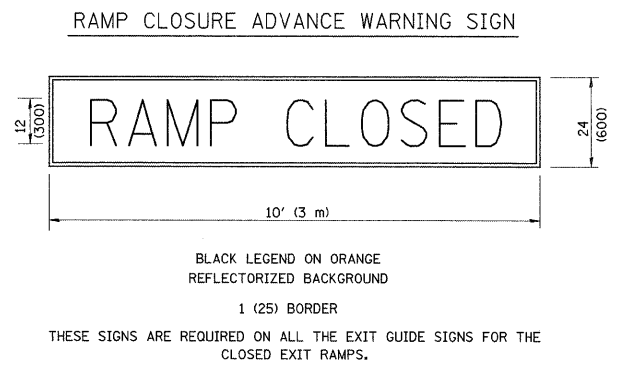 RAMP CLOSURE ADVANCE WARNING SIGN
RAMP CLOSED
12
(300)
24
(600)
10' (3 m)
BLACK LEGEND ON ORANGE
REFLECTORIZED BACKGROUND
1 (25) BORDER
THESE SIGNS ARE REQUIRED ON ALL THE EXIT GUIDE SIGNS FOR THE
CLOSED EXIT RAMPS.